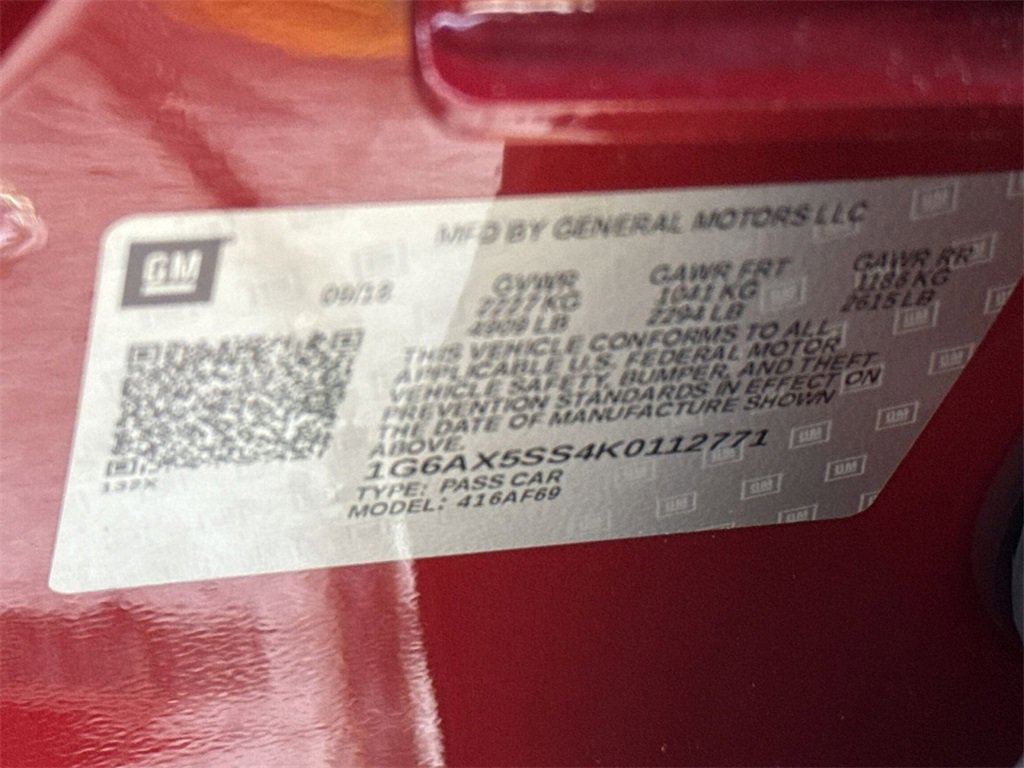 GM
MFD BY GENERAL MOTORS LLC
09/18
GVWR
2227 KG
4909 LB
GAWR FRT
1041 KG
2294 LB
GAWR RR
1186 KG
2615 LB
THIS VEHICLE CONFORMS TO ALL
APPLICABLE U.S. FEDERAL MOTOR
VEHICLE SAFETY, BUMPER, AND THEFT
PREVENTION STANDARDS IN EFFECT ON
THE DATE OF MANUFACTURE SHOWN
ABOVE.
1G6AX5SS4K0112771
TYPE: PASS CAR
MODEL: 416AF69